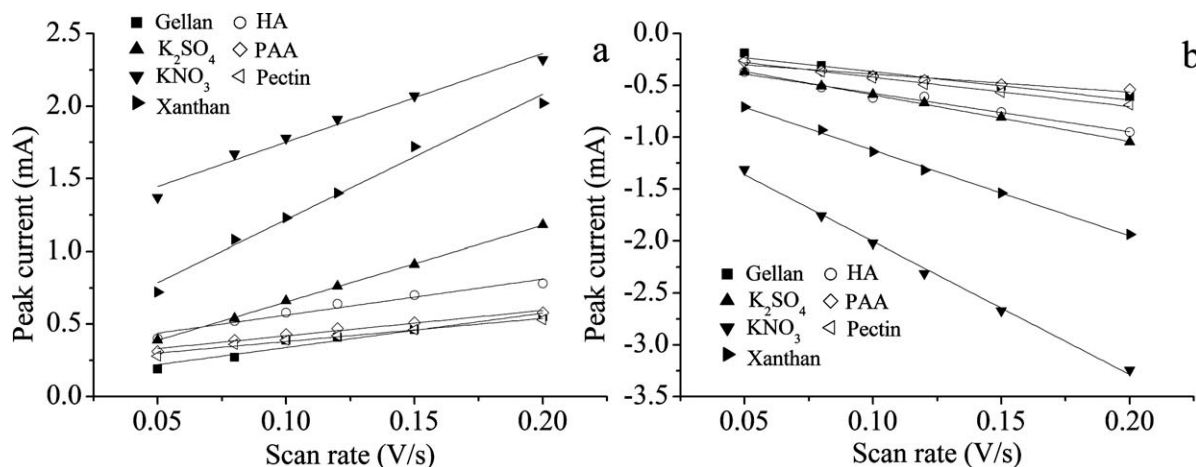 a
Gellan HA
K₂SO₄ PAA
KNO₃ Pectin
Xanthan
Peak current (mA)
2.5
2.0
1.5
1.0
0.5
0.0
0.05 0.10 0.15 0.20
Scan rate (V/s)
b
Peak current (mA)
0.0
-0.5
-1.0
-1.5
-2.0
-2.5
-3.0
-3.5
Gellan HA
K₂SO₄ PAA
KNO₃ Pectin
Xanthan
0.05 0.10 0.15 0.20
Scan rate (V/s)